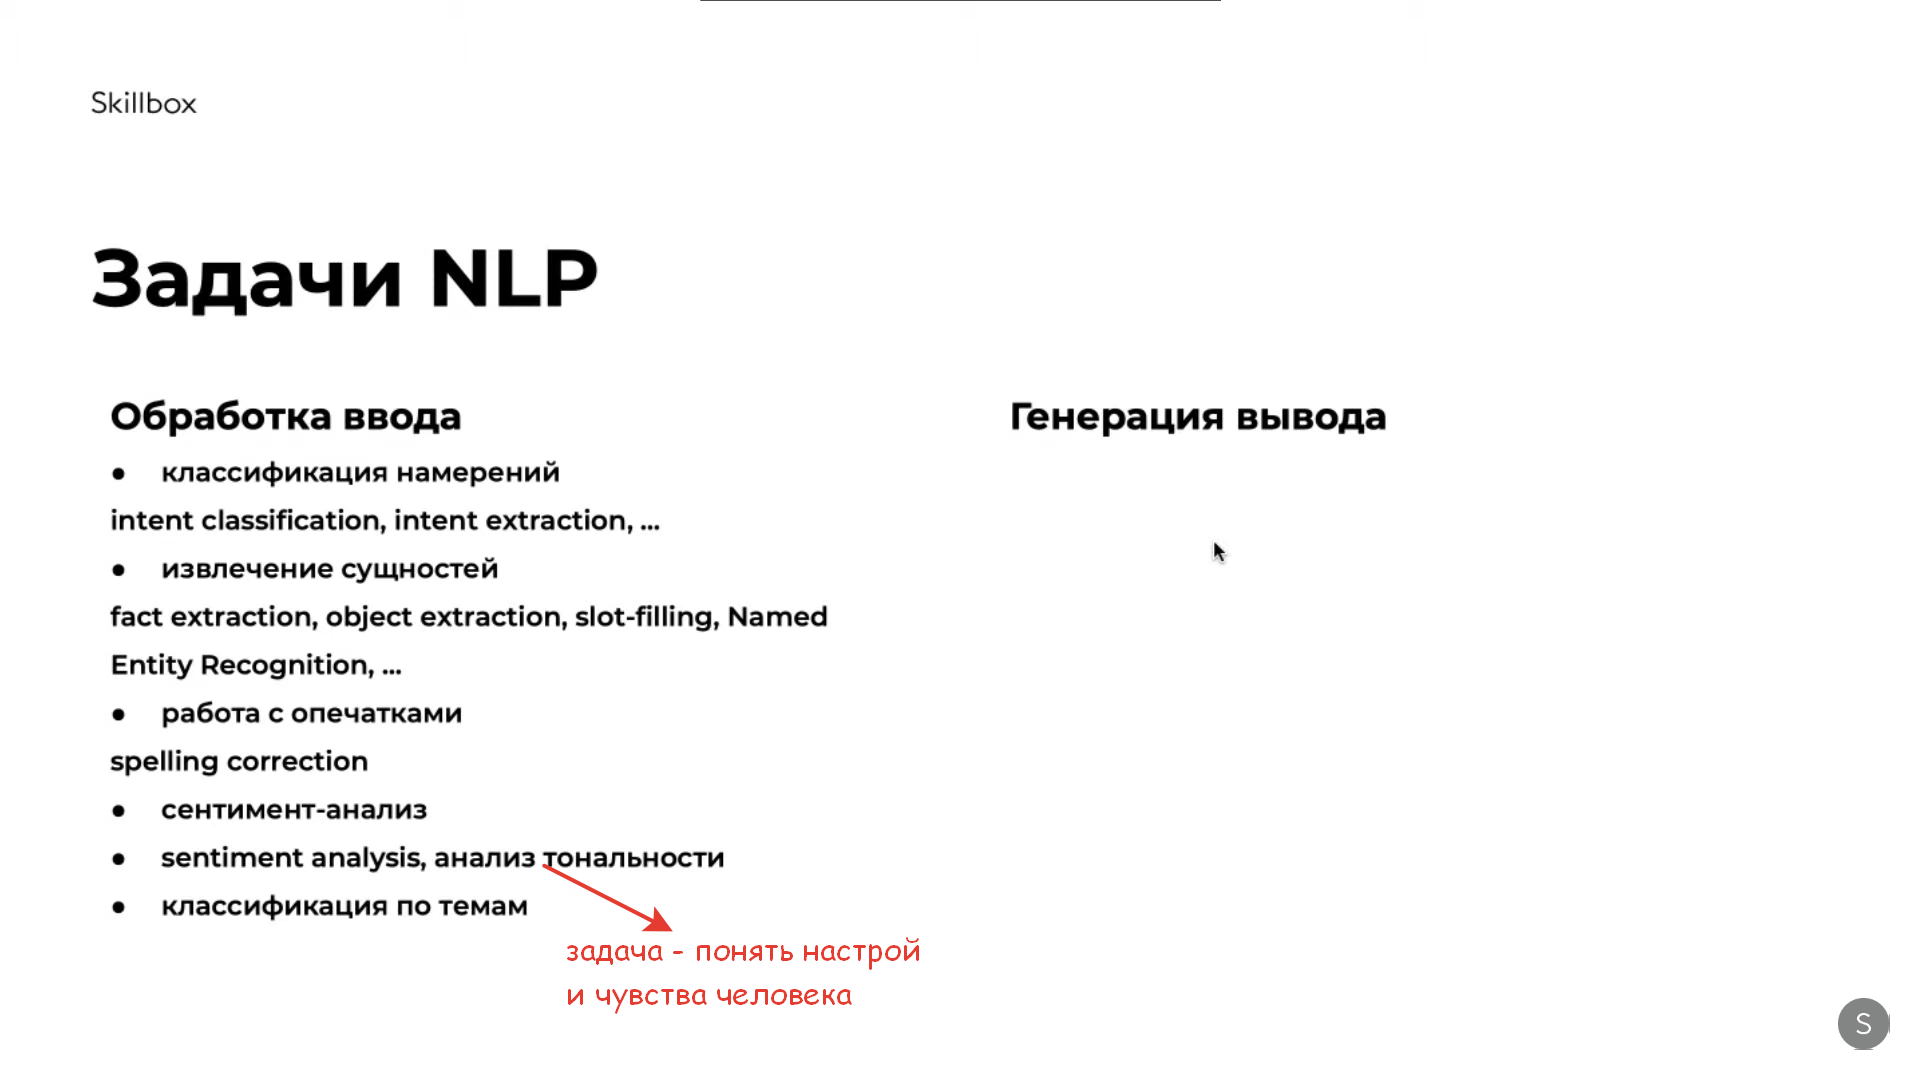 Skillbox
Задачи NLP
Обработка ввода
● классификация намерений
intent classification, intent extraction, ...
● извлечение сущностей
fact extraction, object extraction, slot-filling, Named
Entity Recognition, ...
● работа с опечатками
spelling correction
● сентимент-анализ
● sentiment analysis, анализ тональности
● классификация по темам
задача - понять настрой
и чувства человека
Генерация вывода
S